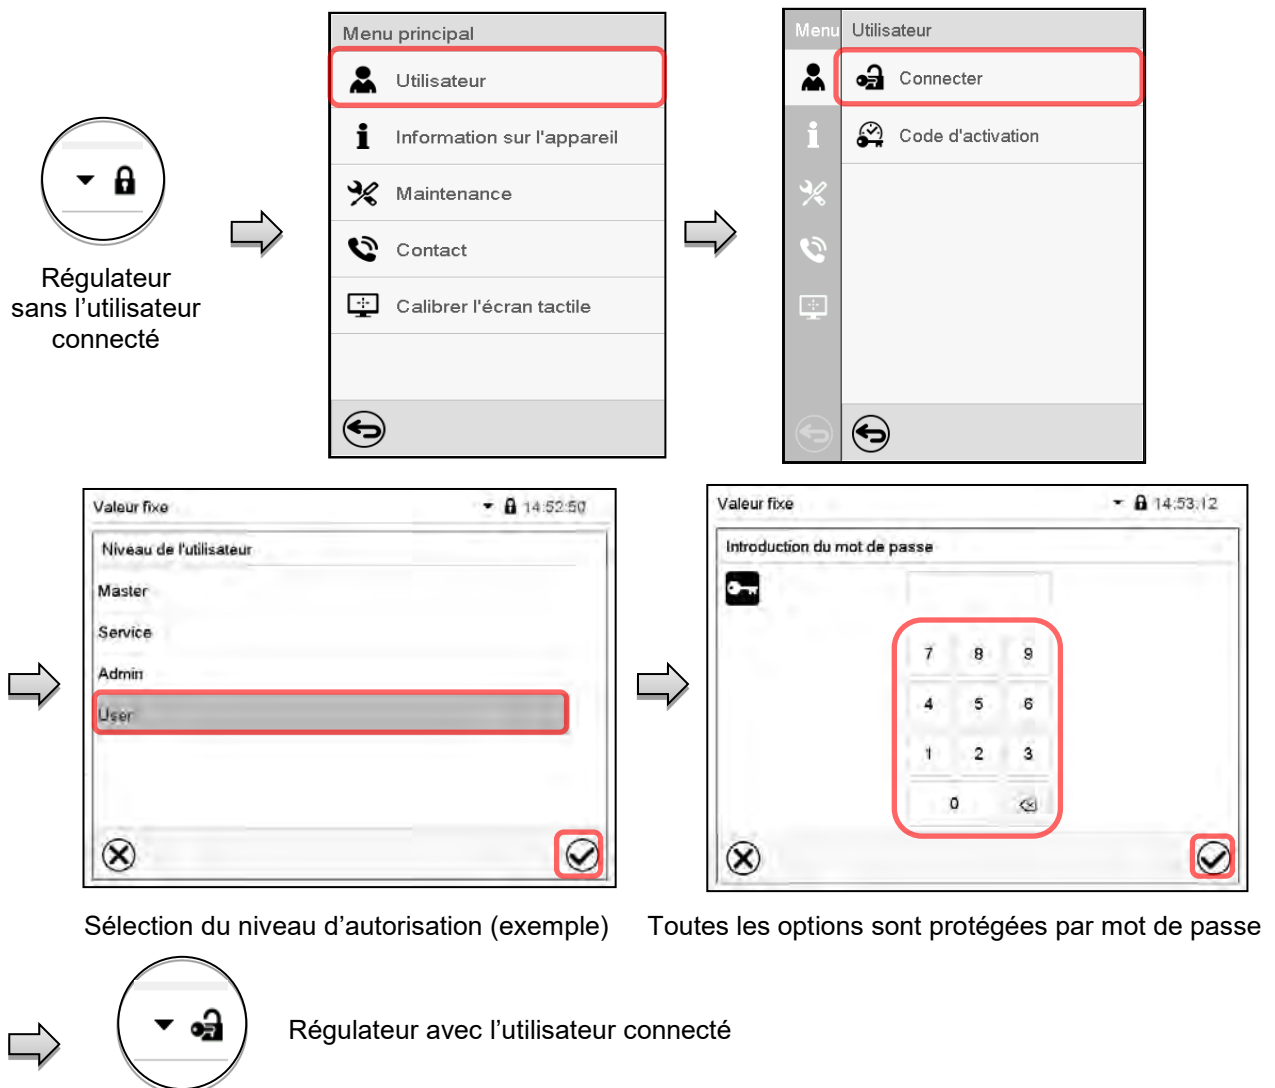 Menu principal
Utilisateur
Information sur l'appareil
Maintenance
Contact
Calibrer l'écran tactile
Menu
Utilisateur
Connecter
Code d'activation
Régulateur
sans l’utilisateur
connecté
Valeur fixe
14:52:50
Niveau de l'utilisateur
Master
Service
Admin
User
Valeur fixe
14:53:12
Introduction du mot de passe
7 8 9
4 5 6
1 2 3
0
Sélection du niveau d’autorisation (exemple)
Toutes les options sont protégées par mot de passe
Régulateur avec l’utilisateur connecté